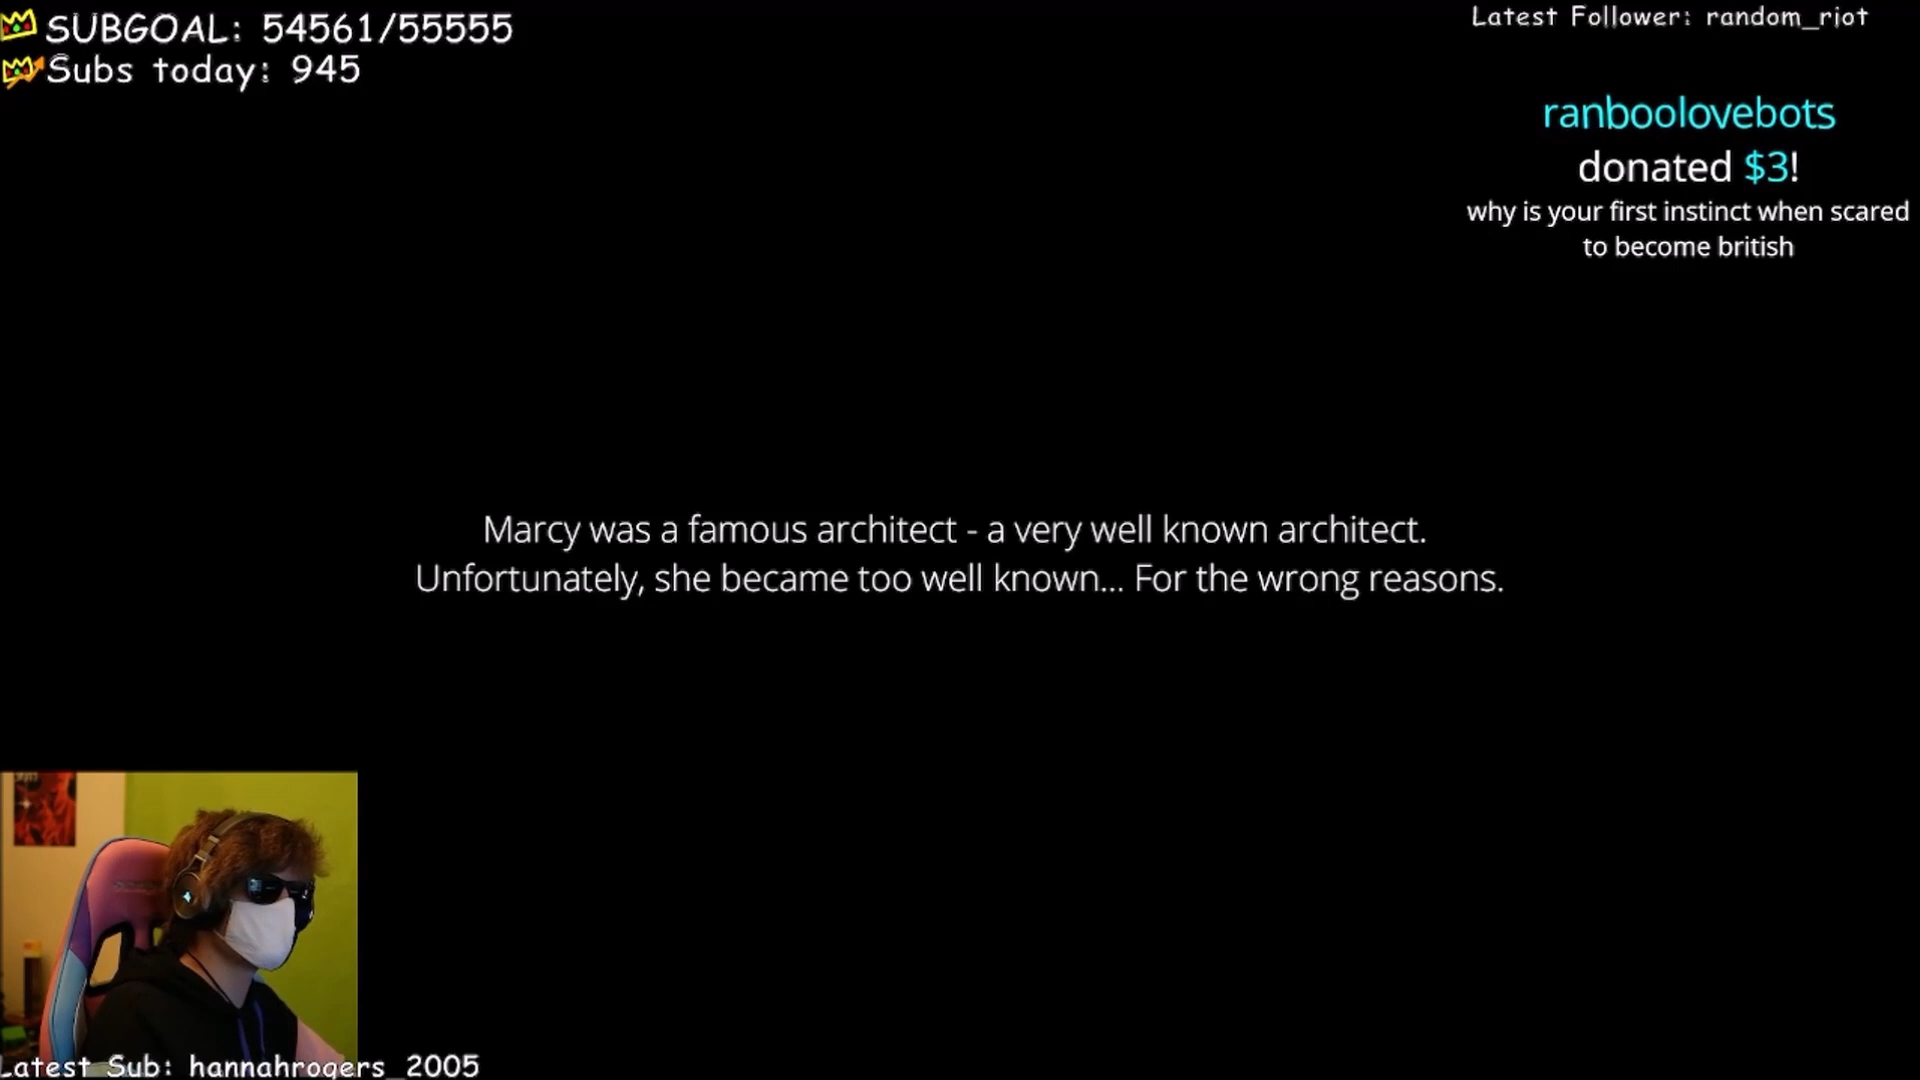 SUBGOAL: 54561/55555
Subs today: 945
Latest Follower: random_riot
ranboolovebots
donated $3!
why is your first instinct when scared
to become british
Marcy was a famous architect - a very well known architect.
Unfortunately, she became too well known... For the wrong reasons.
Latest Sub: hannahrogers_2005